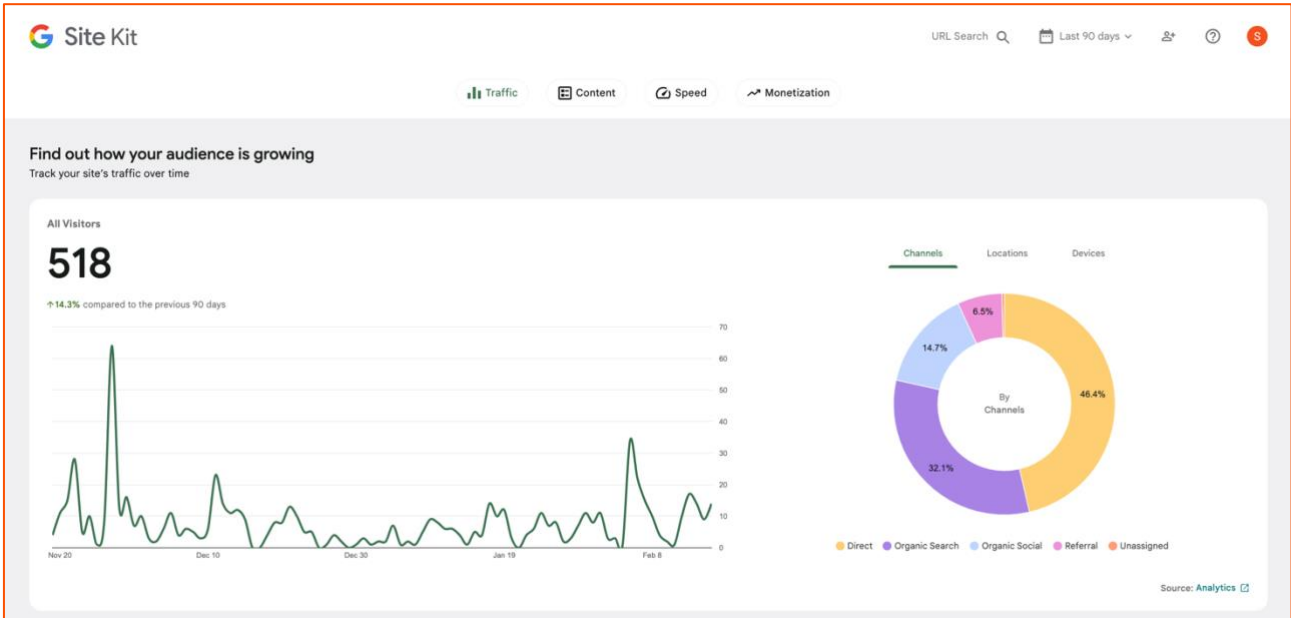 G Site Kit
URL Search
Last 90 days
S
Traffic
Content
Speed
Monetization
Find out how your audience is growing
Track your site's traffic over time
All Visitors
518
↑14.3% compared to the previous 90 days
70
60
50
40
30
20
10
0
Nov 20
Dec 10
Dec 30
Jan 19
Feb 8
Channels
Locations
Devices
6.5%
14.7%
46.4%
32.1%
By
Channels
Direct
Organic Search
Organic Social
Referral
Unassigned
Source: Analytics